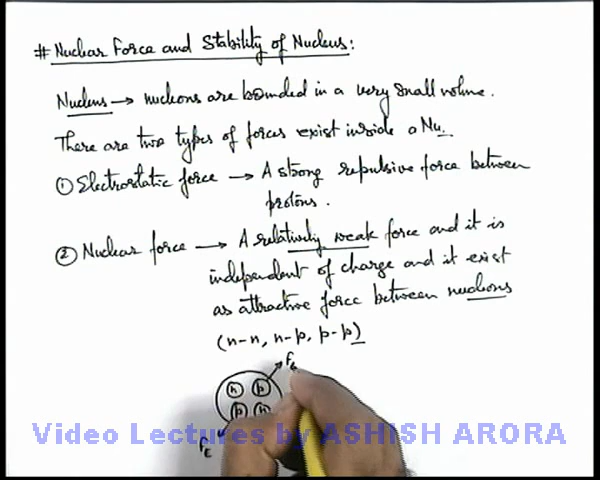 # Nuclear Force and Stability of Nucleus:
Nucleus → nucleons are bounded in a very small volume.
There are two types of forces exist inside a Nu.
① Electrostatic force → A strong repulsive force between
protons.
② Nuclear force → A relatively weak force and it is
independent of charge and it exist
as attractive force between nucleons
(n-n, n-p, p-p)
F
n p
p n
Video Lectures by ASHISH ARORA
FE